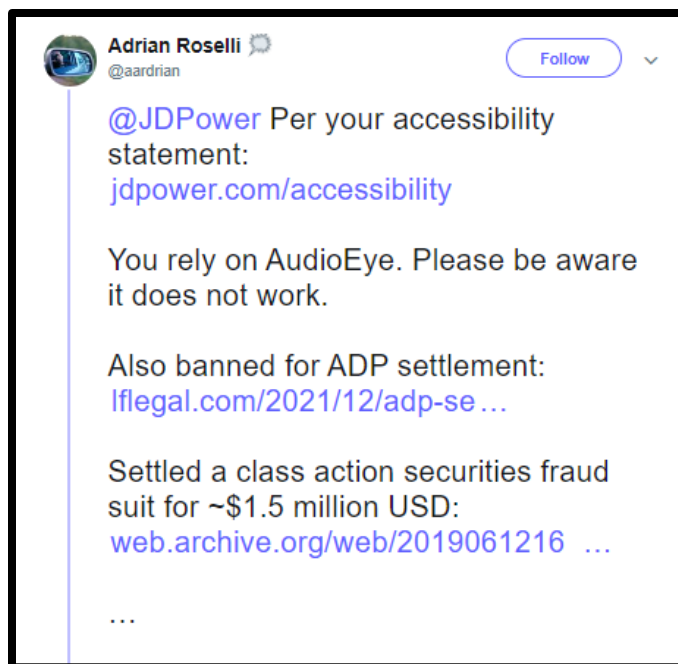 Adrian Roselli
@aardrian
Follow
@JDPower Per your accessibility
statement:
jdpower.com/accessibility
You rely on AudioEye. Please be aware
it does not work.
Also banned for ADP settlement:
lflegal.com/2021/12/adp-se…
Settled a class action securities fraud
suit for ~$1.5 million USD:
web.archive.org/web/2019061216 …
…